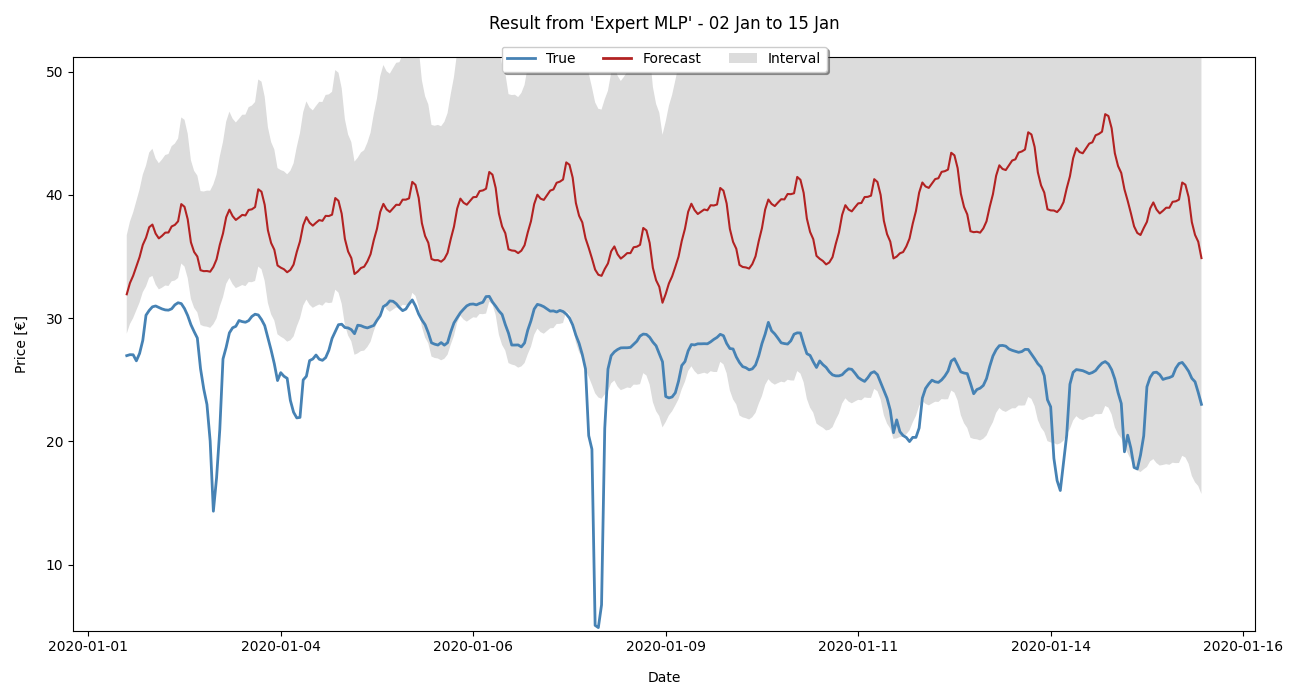 Result from 'Expert MLP' - 02 Jan to 15 Jan
True Forecast Interval
50
40
30
20
10
Price [€]
2020-01-01 2020-01-04 2020-01-06 2020-01-09 2020-01-11 2020-01-14 2020-01-16
Date